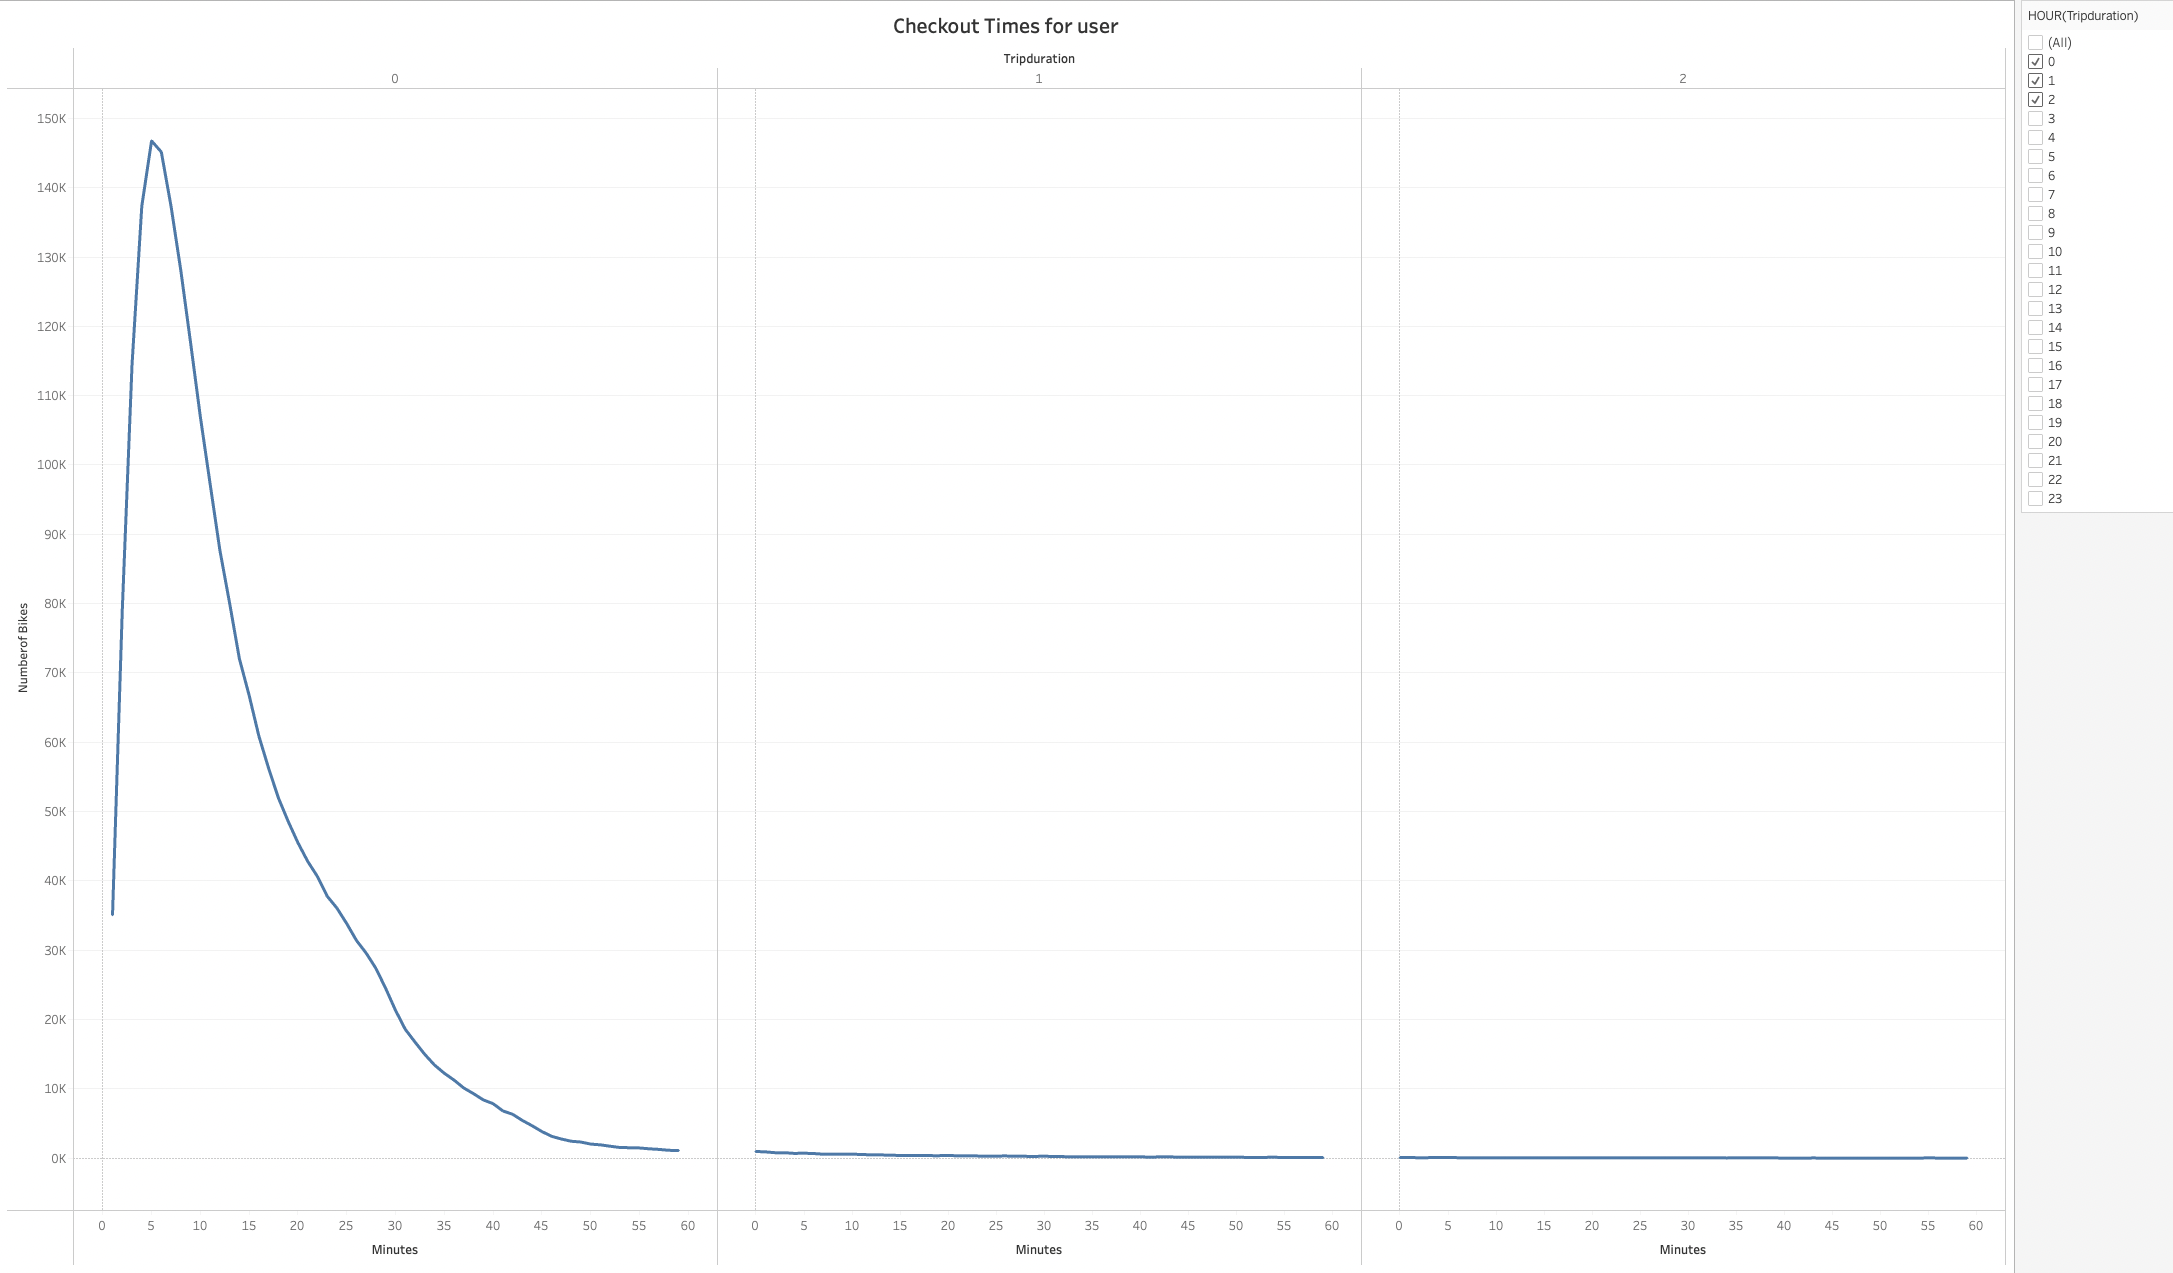 Checkout Times for user
Tripduration
0 1 2
150K
140K
130K
120K
110K
100K
90K
80K
70K
60K
50K
40K
30K
20K
10K
0K
Numberof Bikes
0 5 10 15 20 25 30 35 40 45 50 55 60 0 5 10 15 20 25 30 35 40 45 50 55 60 0 5 10 15 20 25 30 35 40 45 50 55 60
Minutes Minutes Minutes
HOUR(Tripduration)
(All)
0
1
2
3
4
5
6
7
8
9
10
11
12
13
14
15
16
17
18
19
20
21
22
23